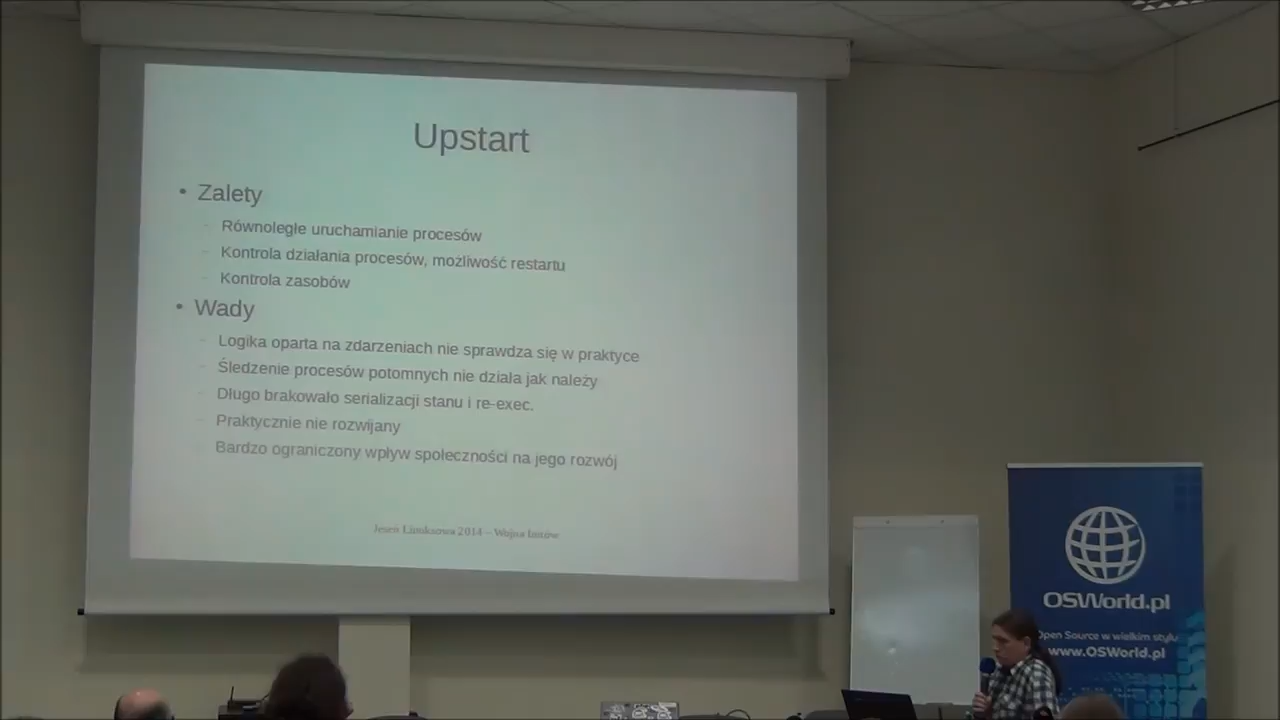 Upstart
• Zalety
– Równoległe uruchamianie procesów
– Kontrola działania procesów, możliwość restartu
– Kontrola zasobów
• Wady
– Logika oparta na zdarzeniach nie sprawdza się w praktyce
– Śledzenie procesów potomnych nie działa jak należy
– Długo brakowało serializacji stanu i re-exec.
– Praktycznie nie rozwijany
– Bardzo ograniczony wpływ społeczności na jego rozwój
Jesień Linuksowa 2014 – Wojna Initów
OSWorld.pl
Open Source w wielkim stylu
www.OSWorld.pl